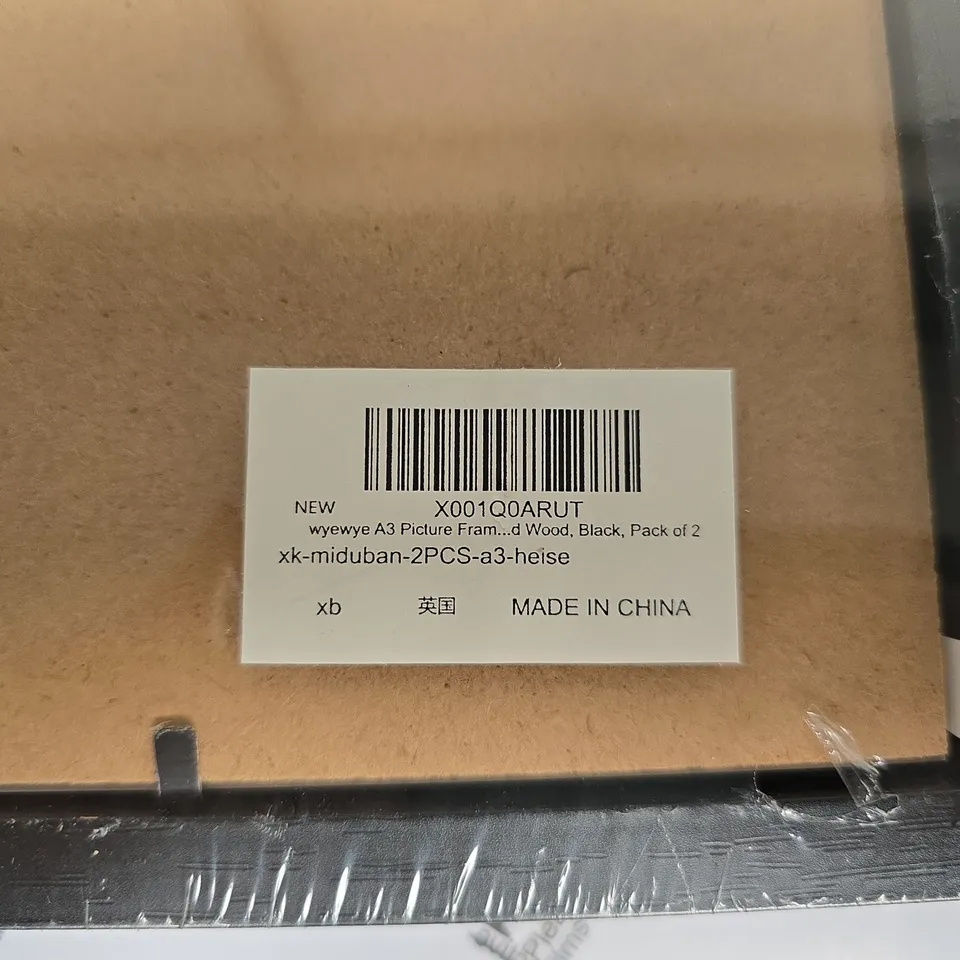 X001Q0ARUT
NEW
wyewye A3 Picture Fram...d Wood, Black, Pack of 2
xk-miduban-2PCS-a3-heise
xb 英国 MADE IN CHINA